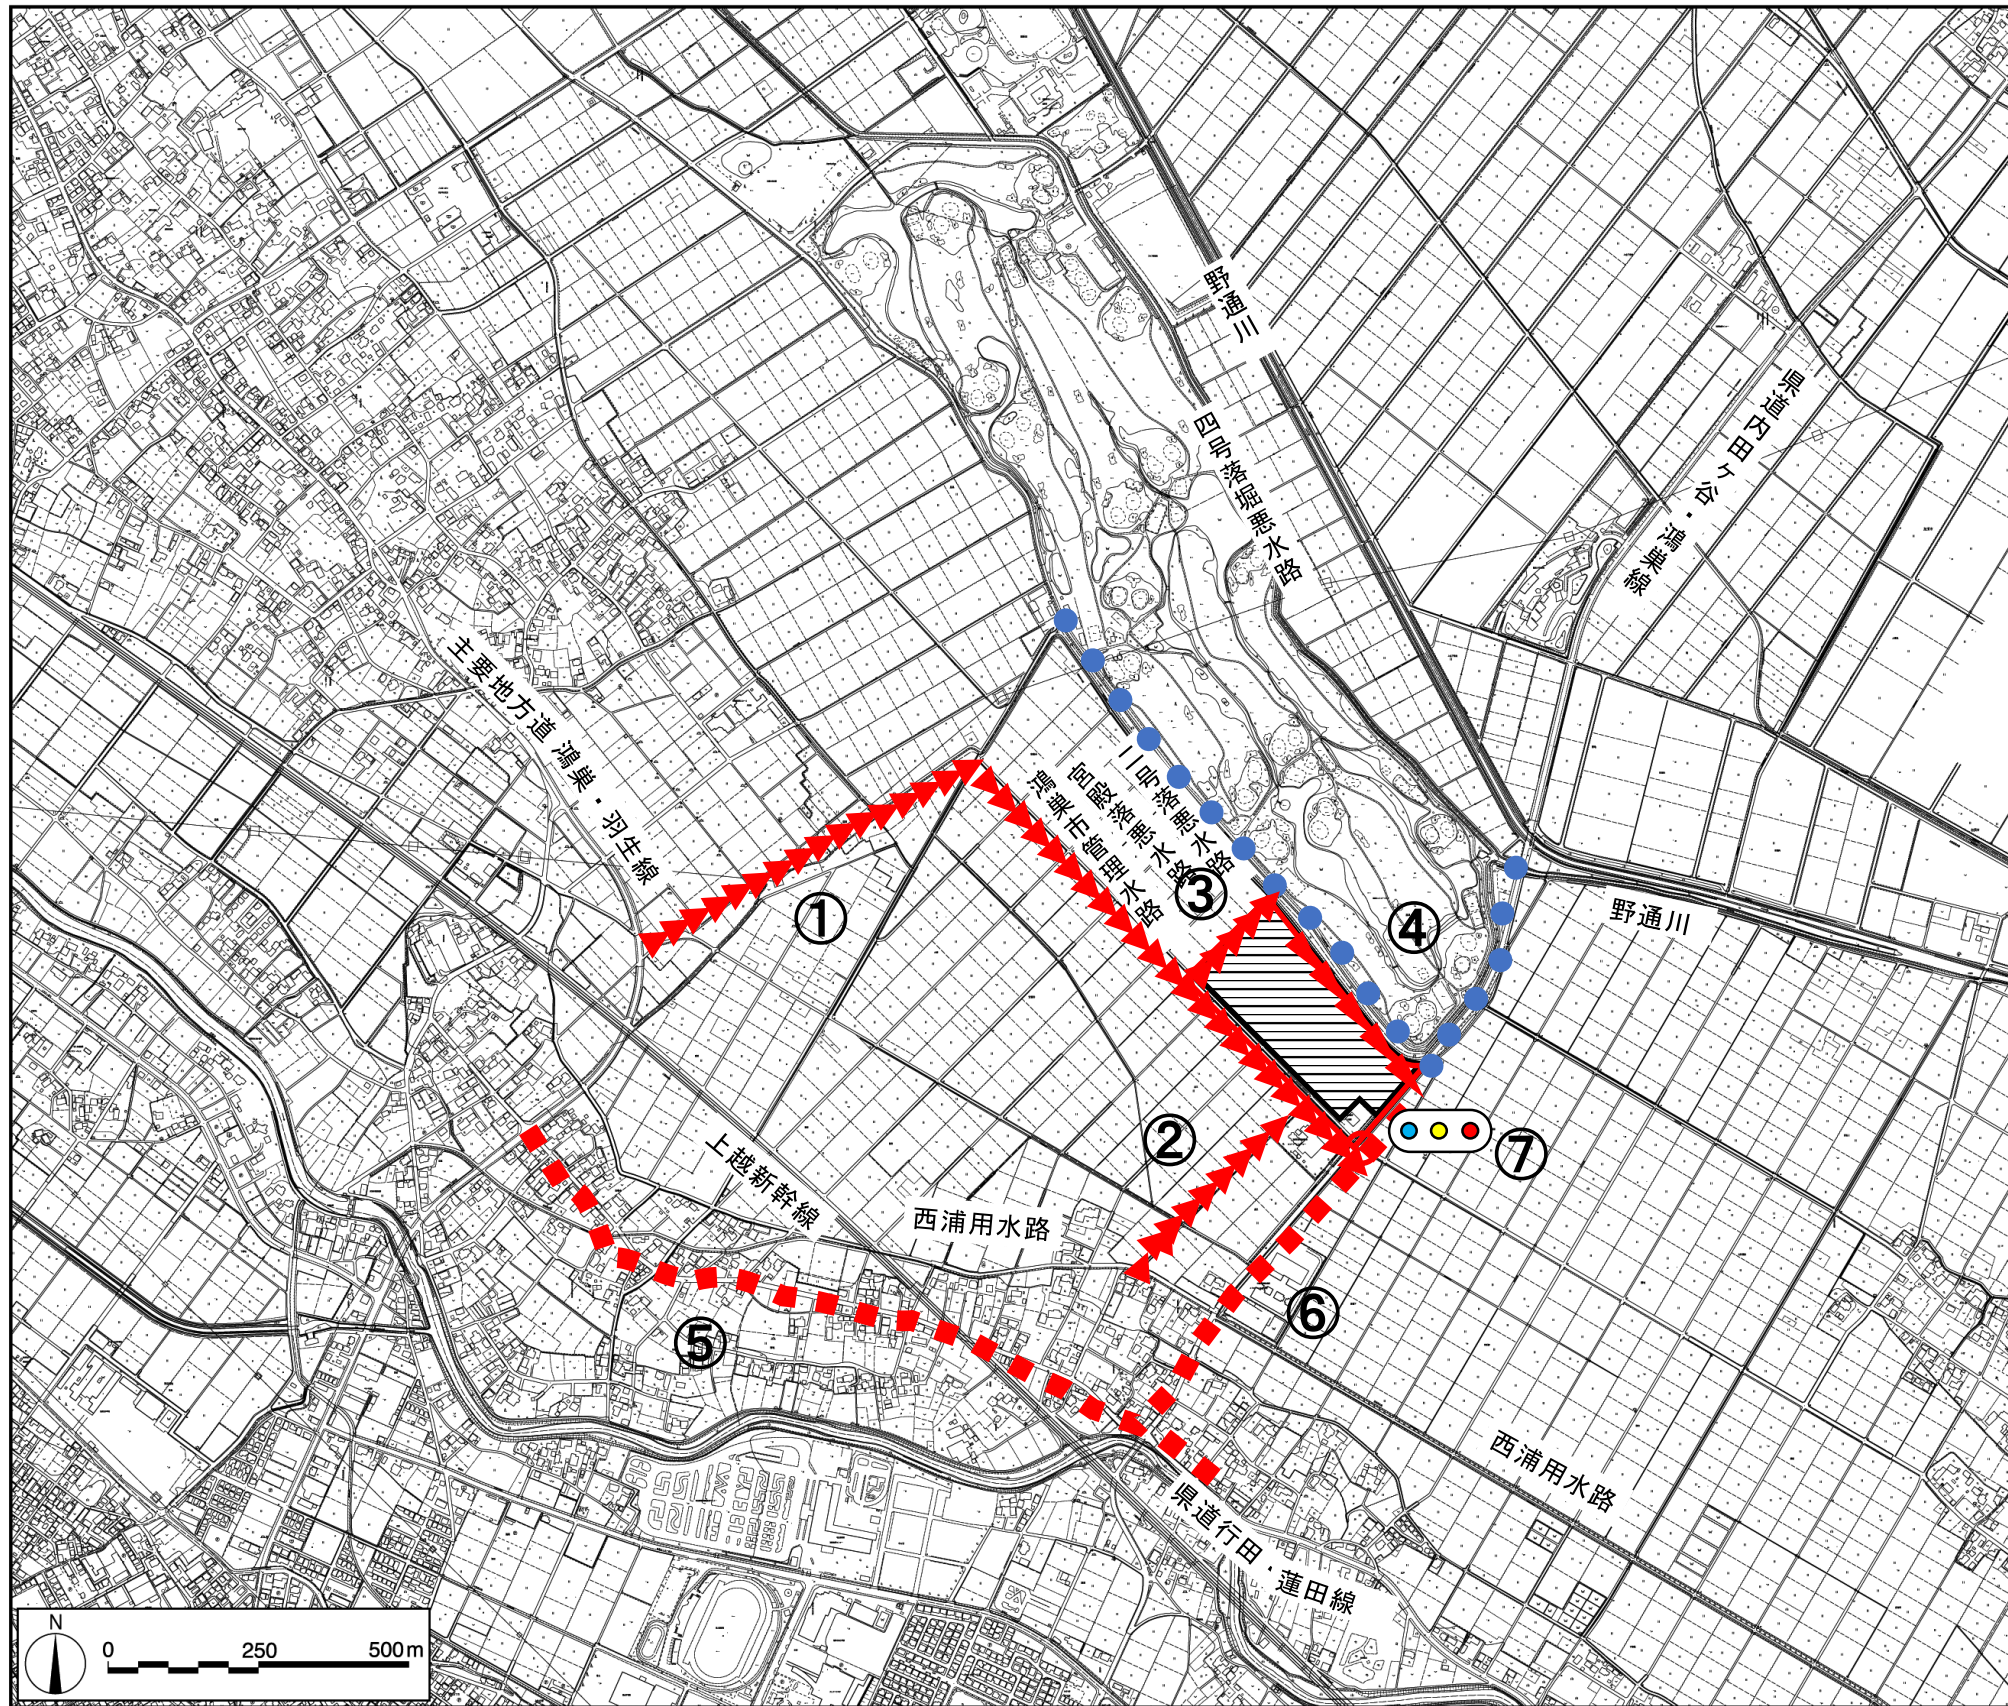 野通川
四号落堀悪水路
県道内田ヶ谷・鴻巣線
主要地方道 鴻巣・羽生線
二号落悪水路
宮殿落悪水路
鴻巣市管理水路
③
①
④
野通川
②
⑦
上越新幹線
西浦用水路
⑥
⑤
西浦用水路
県道行田・蓮田線
N
0 250 500m